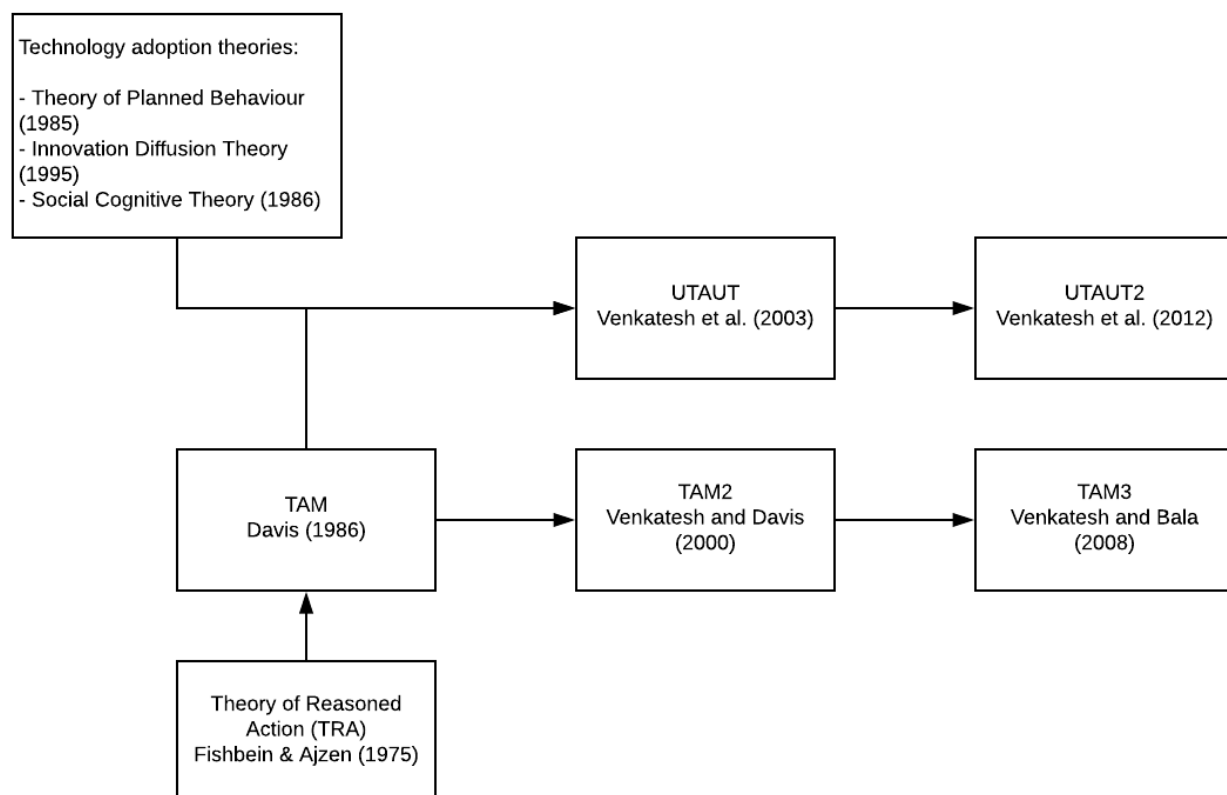 Technology adoption theories:
- Theory of Planned Behaviour
(1985)
- Innovation Diffusion Theory
(1995)
- Social Cognitive Theory (1986)
UTAUT
Venkatesh et al. (2003)
UTAUT2
Venkatesh et al. (2012)
TAM
Davis (1986)
TAM2
Venkatesh and Davis
(2000)
TAM3
Venkatesh and Bala
(2008)
Theory of Reasoned
Action (TRA)
Fishbein & Ajzen (1975)